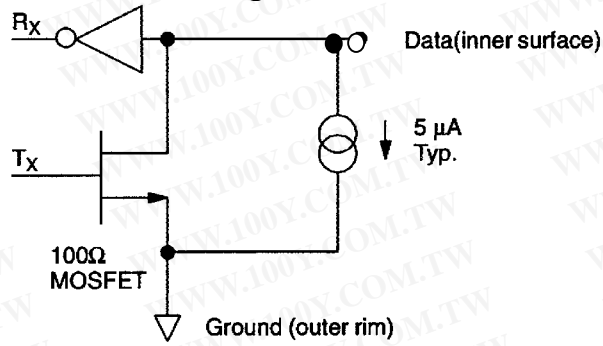 RX
Data(inner surface)
5 µA
Typ.
TX
100Ω
MOSFET
Ground (outer rim)
WWW.100Y.COM.TW